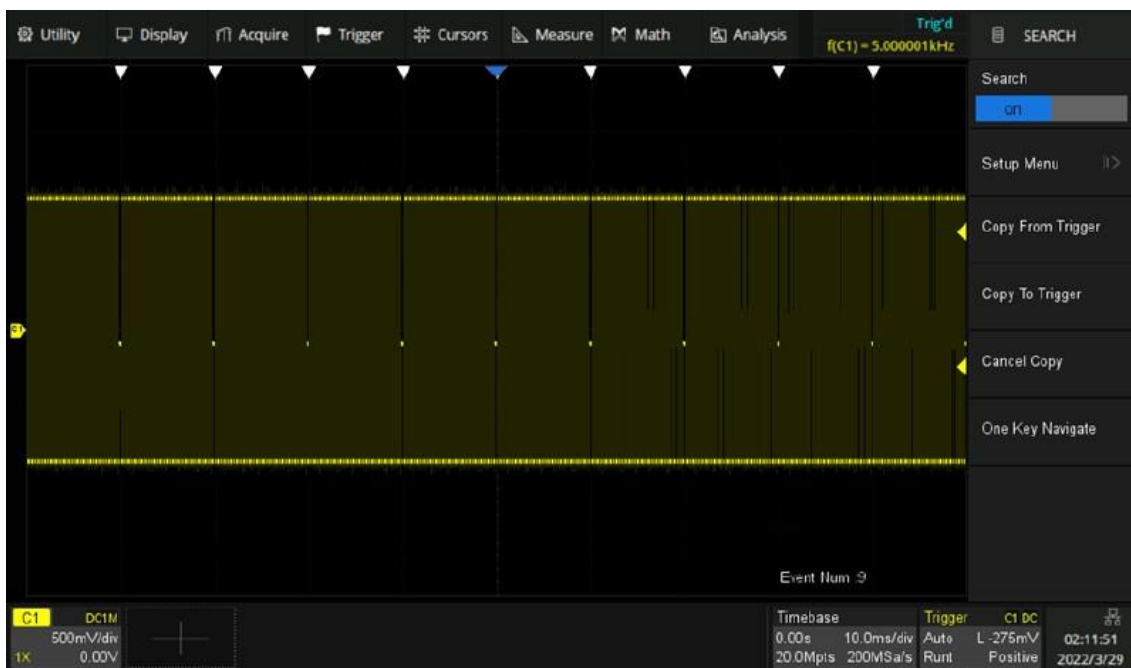 Utility Display Acquire Trigger Cursors Measure Math Analysis
Trig'd
f(C1) = 5.000001kHz
SEARCH
Search
on
Setup Menu
Copy From Trigger
Copy To Trigger
Cancel Copy
One Key Navigate
C1
Event Num :9
C1 DC1M
500mV/div
1X 0.00V
Timebase
0.00s 10.0ms/div
20.0Mpts 200MSa/s
Trigger C1 DC
Auto L -275mV
Runt Positive
02:11:51
2022/3/29